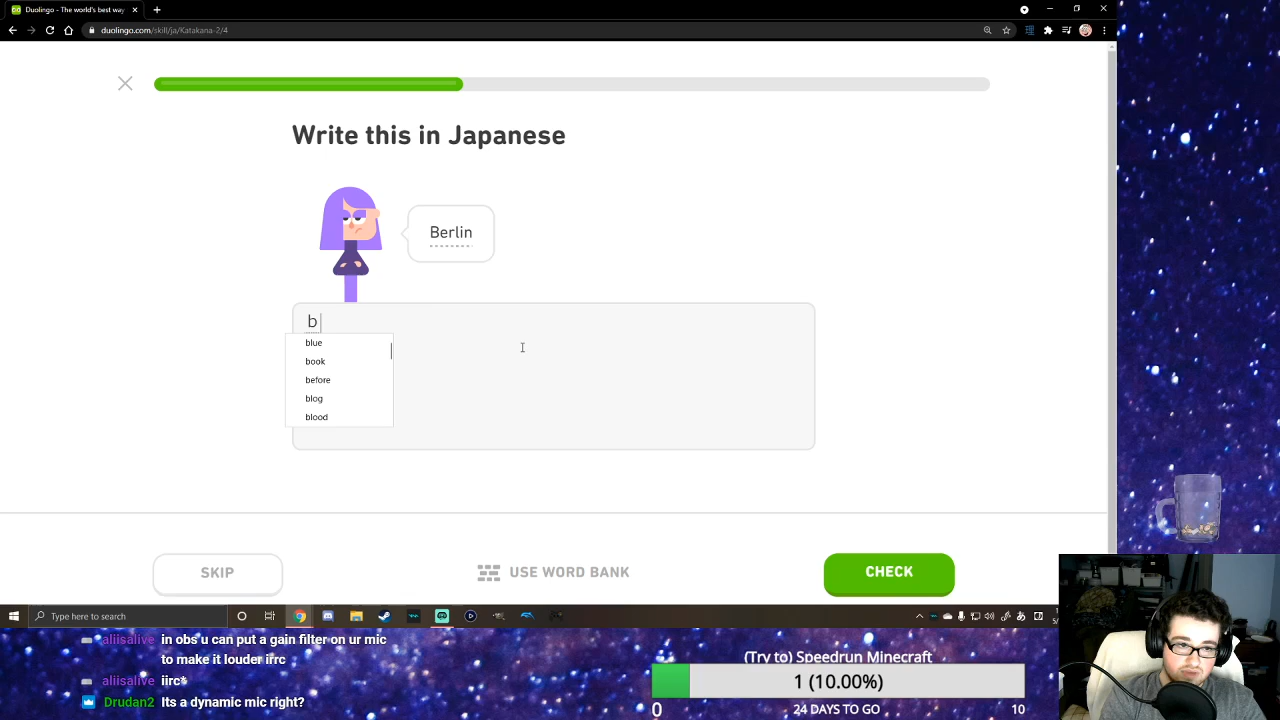 Duolingo - The world's best way
duolingo.com/skill/ja/Katakana-2/4
Write this in Japanese
Berlin
b
blue
book
before
blog
blood
SKIP
USE WORD BANK
CHECK
Type here to search
aliisalive in obs u can put a gain filter on ur mic
to make it louder ifrc
aliisalive iirc*
Drudan2 Its a dynamic mic right?
(Try to) Speedrun Minecraft
1 (10.00%)
0 24 DAYS TO GO 10